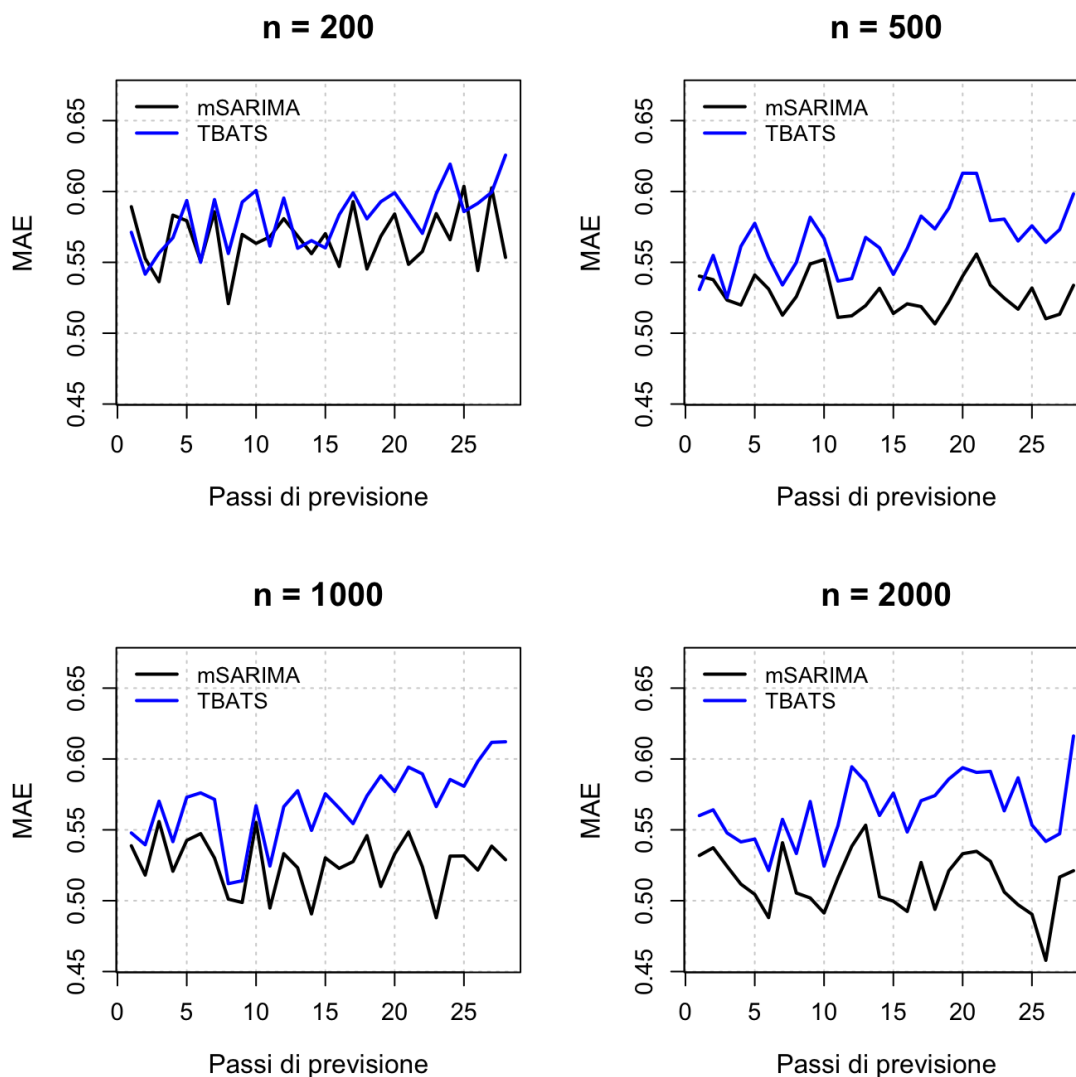 n = 200
mSARIMA
TBATS
MAE
0.65
0.60
0.55
0.50
0.45
0 5 10 15 20 25
Passi di previsione
n = 500
mSARIMA
TBATS
MAE
0.65
0.60
0.55
0.50
0.45
0 5 10 15 20 25
Passi di previsione
n = 1000
mSARIMA
TBATS
MAE
0.65
0.60
0.55
0.50
0.45
0 5 10 15 20 25
Passi di previsione
n = 2000
mSARIMA
TBATS
MAE
0.65
0.60
0.55
0.50
0.45
0 5 10 15 20 25
Passi di previsione